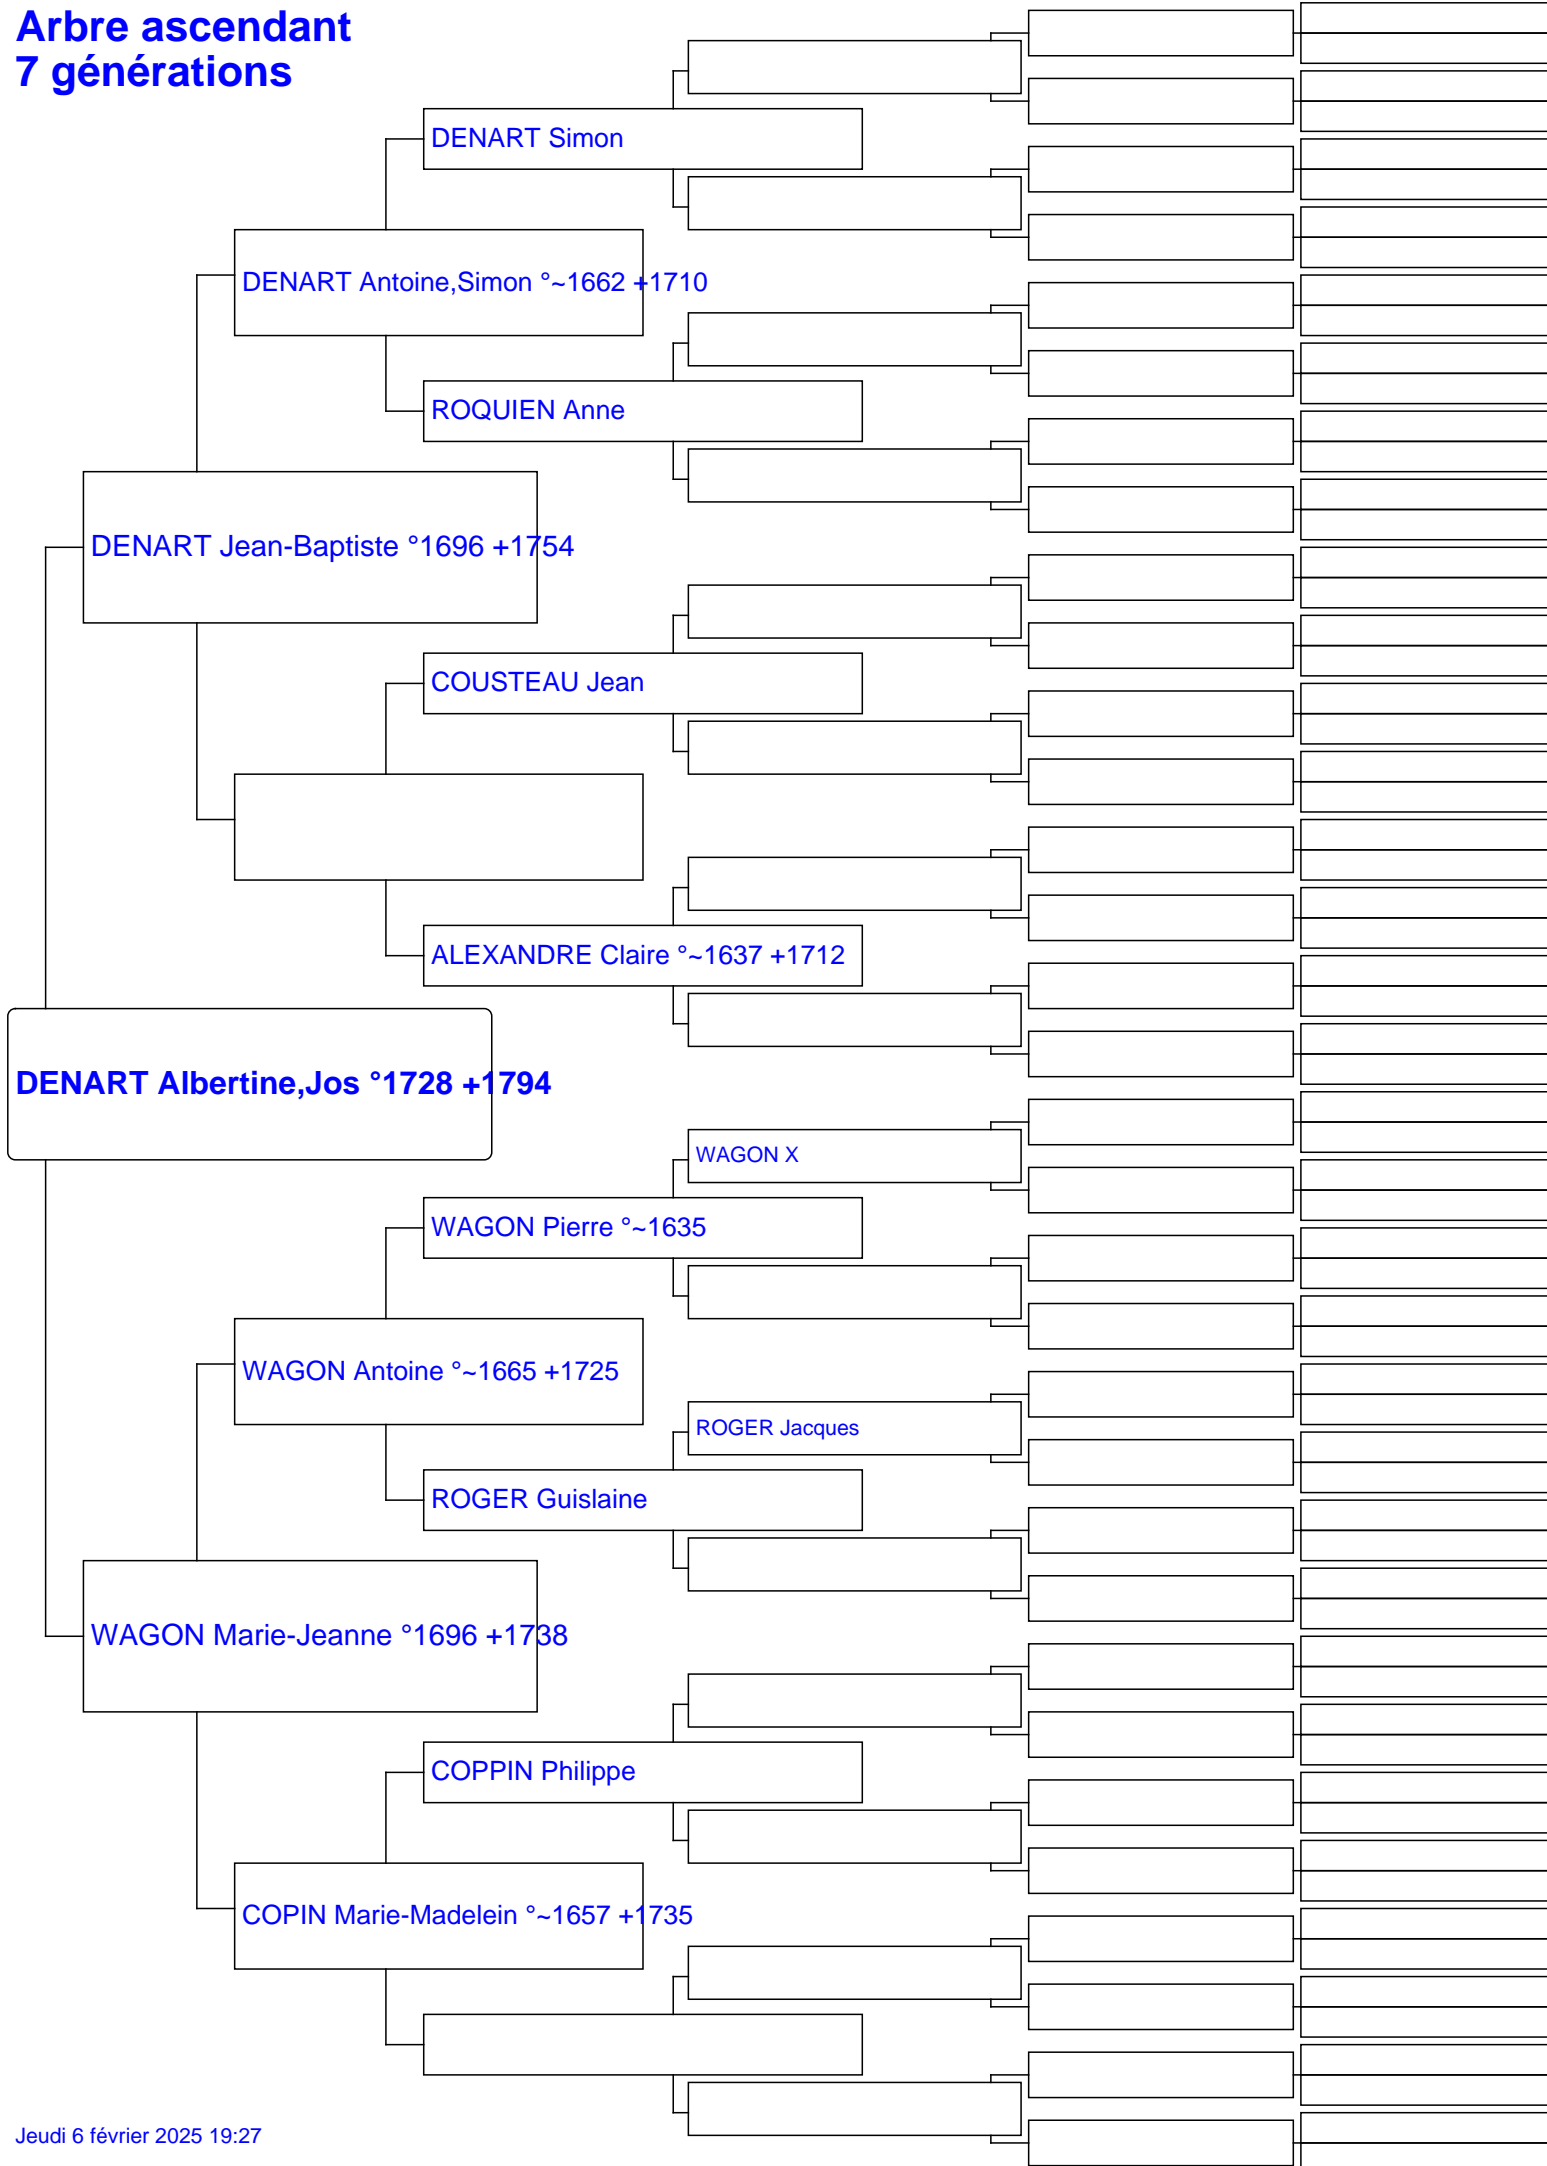 Arbre ascendant
7 générations
DENART Simon
DENART Antoine,Simon °~1662 +1710
ROQUIEN Anne
DENART Jean-Baptiste °1696 +1754
COUSTEAU Jean
ALEXANDRE Claire °~1637 +1712
DENART Albertine,Jos °1728 +1794
WAGON X
WAGON Pierre °~1635
WAGON Antoine °~1665 +1725
ROGER Jacques
ROGER Guislaine
WAGON Marie-Jeanne °1696 +1738
COPPIN Philippe
COPIN Marie-Madelein °~1657 +1735
Jeudi 6 février 2025 19:27